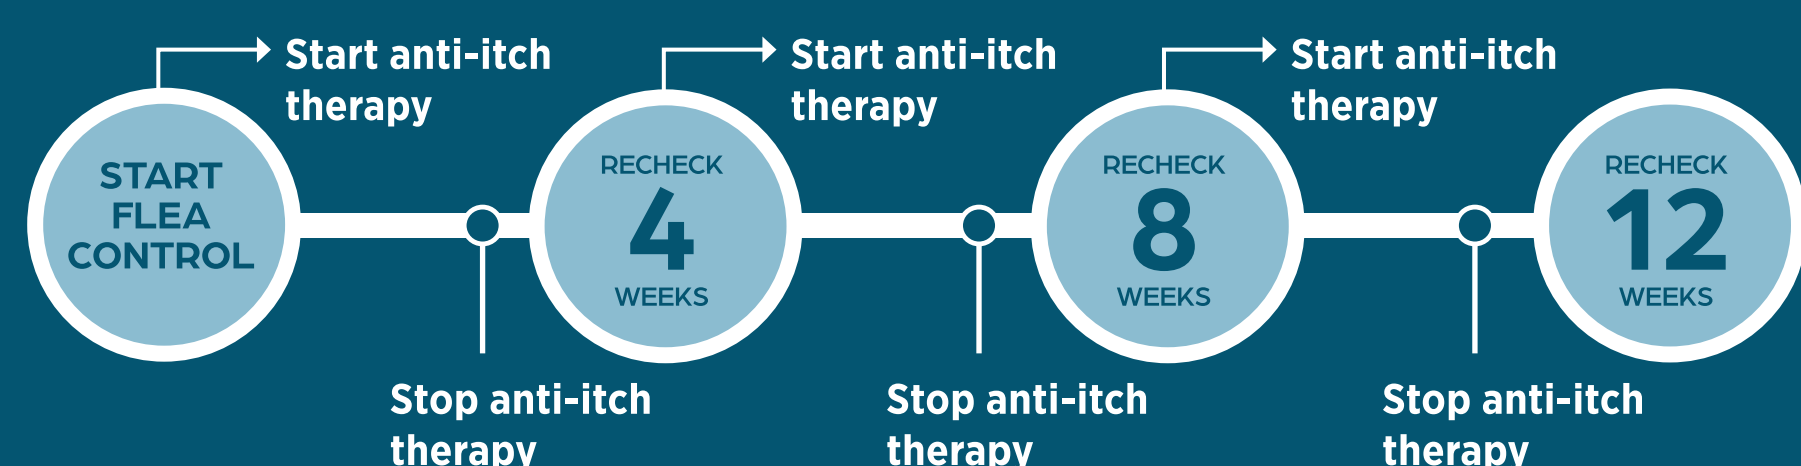 Start anti-itch
therapy
Start anti-itch
therapy
Start anti-itch
therapy
START
FLEA
CONTROL
RECHECK
4
WEEKS
RECHECK
8
WEEKS
RECHECK
12
WEEKS
Stop anti-itch
therapy
Stop anti-itch
therapy
Stop anti-itch
therapy